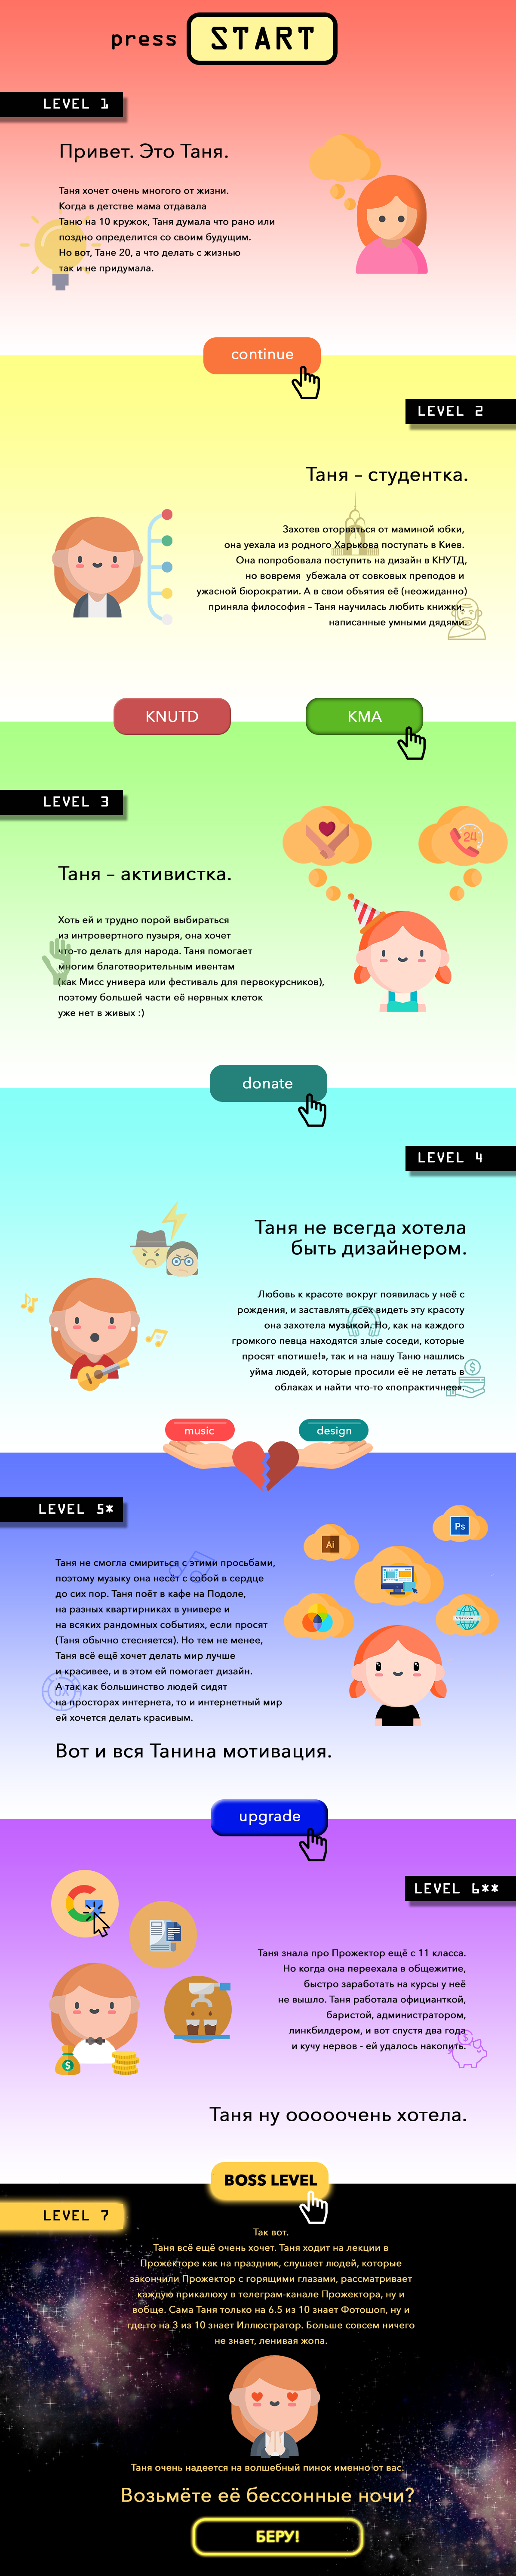 press START
LEVEL 1
Привет. Это Таня.
Таня хочет очень многого от жизни.
Когда в детстве мама отдавала
Таню на 10 кружок, Таня думала что рано или
поздно определится со своим будущим.
Но вот, Тане 20, а что делать с жизнью
так и не придумала.
continue
LEVEL 2
Таня – студентка.
Захотев оторваться от маминой юбки,
она уехала из родного Харькова поступать в Киев.
Она попробовала поступить на дизайн в КНУТД,
но вовремя убежала от совковых преподов и
ужасной бюрократии. А в свои объятия её (неожиданно)
приняла философия – Таня научилась любить книжки,
написанные умными дядями.
KNUTD
KMA
LEVEL 3
24
Таня – активистка.
Хоть ей и трудно порой выбираться
из интровертного пузыря, она хочет
что-то делать для народа. Таня помогает
многим благотворительным ивентам
(как Мисс универа или фестиваль для первокурсников),
поэтому большей части её нервных клеток
уже нет в живых :)
donate
LEVEL 4
Таня не всегда хотела
быть дизайнером.
Любовь к красоте вокруг появилась у неё с
рождения, и заставлять всех видеть эту красоту
она захотела музыкой. Но, как на каждого
громкого певца находятся злые соседи, которые
просят «потише!», так и на нашу Таню нашлись
уйма людей, которые просили её не летать в
облаках и найти что-то «попрактичнее».
music
design
LEVEL 5*
Ps
Ai
Таня не смогла смириться с этими просьбами,
поэтому музыку она несёт с собой в сердце
до сих пор. Таня поёт в кафе на Подоле,
на разных квартирниках в универе и
на всяких рандомных событиях, если просят
(Таня обычно стесняется). Но тем не менее,
Таня всё ещё хочет делать мир лучше
и красивее, и в этом ей помогает дизайн.
А так как большинство людей сидят
на просторах интернета, то и интернетный мир
ей хочется делать красивым.
UX
Вот и вся Танина мотивация.
upgrade
LEVEL 6**
Таня знала про Прожектор ещё с 11 класса.
Но когда она переехала в общежитие,
быстро заработать на курсы у неё
не вышло. Таня работала официанткой,
баристой, администратором,
линкбилдером, и вот спустя два года
и кучу нервов - ей удалось накопить.
Таня ну ооооочень хотела.
BOSS LEVEL
LEVEL 7
Так вот.
Таня всё ещё очень хочет. Таня ходит на лекции в
Прожекторе как на праздник, слушает людей, которые
закончили Прожектор с горящими глазами, рассматривает
каждую прикалюху в телеграм-канале Прожектора, ну и
вобще. Сама Таня только на 6.5 из 10 знает Фотошоп, ну и
где-то на 3 из 10 знает Иллюстратор. Больше совсем ничего
не знает, ленивая жопа.
Таня очень надеется на волшебный пинок именно от вас.
Возьмёте её бессонные ночи?
БЕРУ!